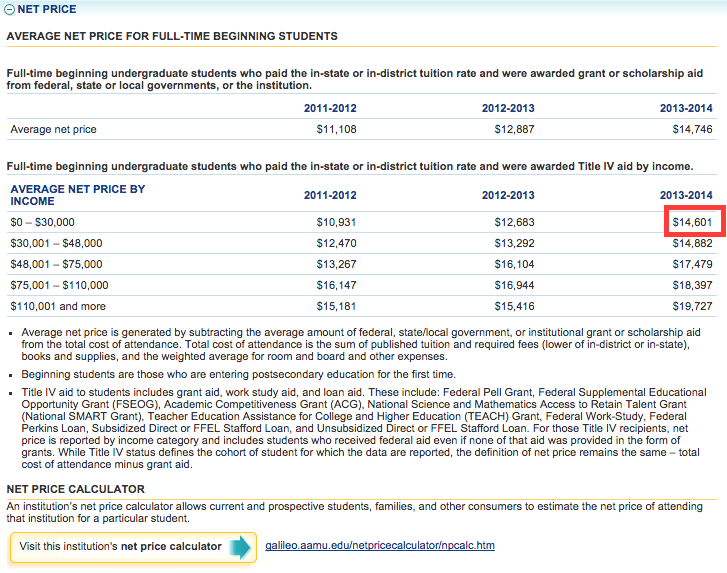 NET PRICE
AVERAGE NET PRICE FOR FULL-TIME BEGINNING STUDENTS
Full-time beginning undergraduate students who paid the in-state or in-district tuition rate and were awarded grant or scholarship aid
from federal, state or local governments, or the institution.
2011-2012 2012-2013 2013-2014
Average net price $11,108 $12,887 $14,746
Full-time beginning undergraduate students who paid the in-state or in-district tuition rate and were awarded Title IV aid by income.
AVERAGE NET PRICE BY
INCOME 2011-2012 2012-2013 2013-2014
$0 – $30,000 $10,931 $12,683 $14,601
$30,001 – $48,000 $12,470 $13,292 $14,882
$48,001 – $75,000 $13,267 $16,104 $17,479
$75,001 – $110,000 $16,147 $16,944 $18,397
$110,001 and more $15,181 $15,416 $19,727
▪ Average net price is generated by subtracting the average amount of federal, state/local government, or institutional grant or scholarship aid
from the total cost of attendance. Total cost of attendance is the sum of published tuition and required fees (lower of in-district or in-state),
books and supplies, and the weighted average for room and board and other expenses.
▪ Beginning students are those who are entering postsecondary education for the first time.
▪ Title IV aid to students includes grant aid, work study aid, and loan aid. These include: Federal Pell Grant, Federal Supplemental Educational
Opportunity Grant (FSEOG), Academic Competitiveness Grant (ACG), National Science and Mathematics Access to Retain Talent Grant
(National SMART Grant), Teacher Education Assistance for College and Higher Education (TEACH) Grant, Federal Work-Study, Federal
Perkins Loan, Subsidized Direct or FFEL Stafford Loan, and Unsubsidized Direct or FFEL Stafford Loan. For those Title IV recipients, net
price is reported by income category and includes students who received federal aid even if none of that aid was provided in the form of
grants. While Title IV status defines the cohort of student for which the data are reported, the definition of net price remains the same – total
cost of attendance minus grant aid.
NET PRICE CALCULATOR
An institution's net price calculator allows current and prospective students, families, and other consumers to estimate the net price of attending
that institution for a particular student.
Visit this institution's net price calculator galileo.aamu.edu/netpricecalculator/npcalc.htm